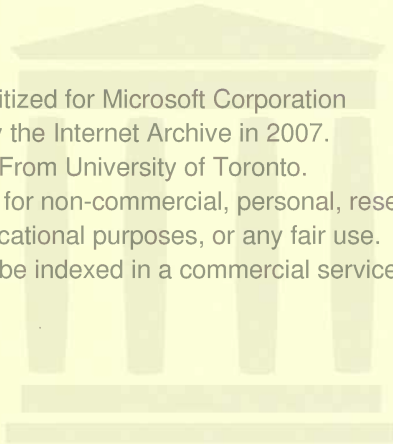 itized for Microsoft Corporation
the Internet Archive in 2007.
From University of Toronto.
for non-commercial, personal, rese
cational purposes, or any fair use.
be indexed in a commercial service